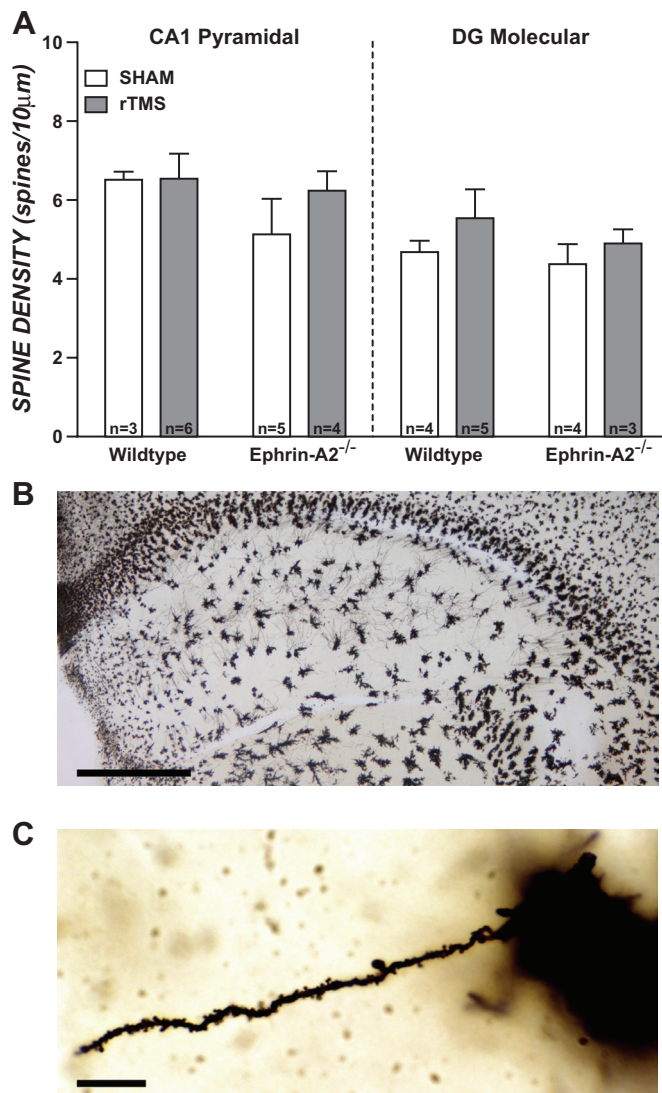 A
CA1 Pyramidal DG Molecular
SHAM
rTMS
SPINE DENSITY (spines/10μm)
10
8
6
4
2
0
n=3 n=6 n=5 n=4 n=4 n=5 n=4 n=3
Wildtype Ephrin-A2-/- Wildtype Ephrin-A2-/-
B
C